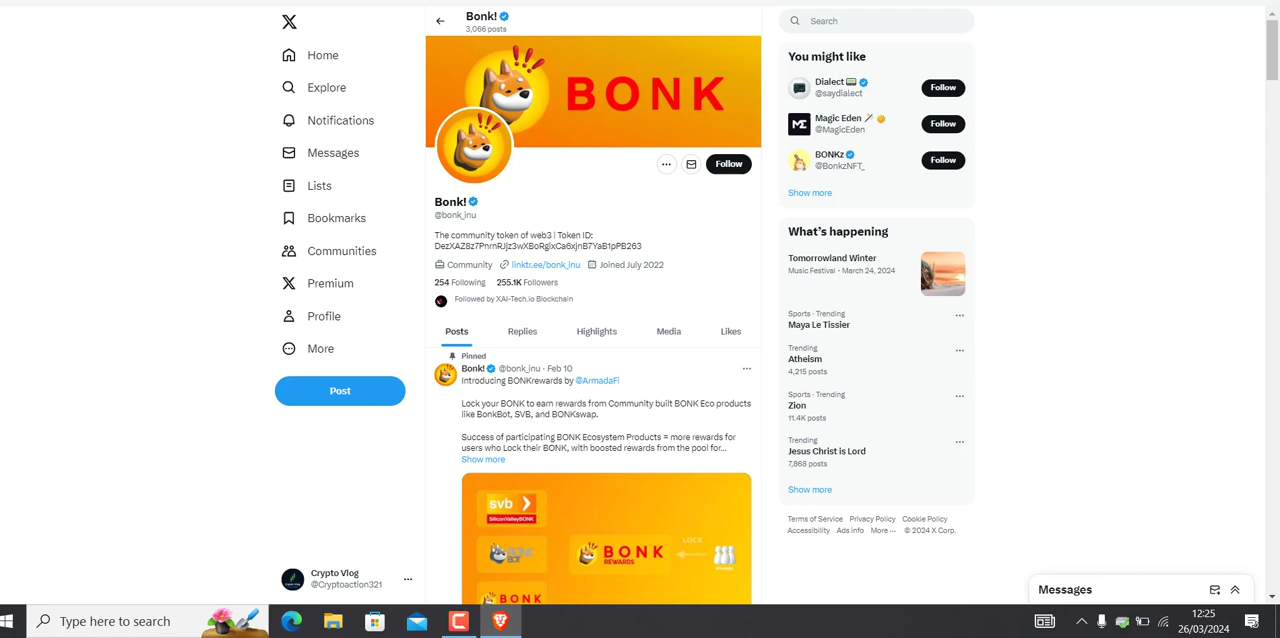 Home
Explore
Notifications
Messages
Lists
Bookmarks
Communities
Premium
Profile
More
Post
Crypto Vlog
@Cryptoaction321
Bonk!
3,066 posts
BONK
Follow
Bonk!
@bonk_inu
The community token of web3 | Token ID:
DezXAZ8z7PnrnRJjz3wXBoRgixCa6xjnB7YaB1pPB263
Community linktr.ee/bonk_inu Joined July 2022
254 Following 255.1K Followers
Followed by XAI-Tech.io Blockchain
Posts Replies Highlights Media Likes
Pinned
Bonk! @bonk_inu · Feb 10
Introducing BONKrewards by @ArmadaFi
Lock your BONK to earn rewards from Community built BONK Eco products
like BonkBot, SVB, and BONKswap.
Success of participating BONK Ecosystem Products = more rewards for
users who Lock their BONK, with boosted rewards from the pool for...
Show more
svb
SiliconValleyBONK
BONK
BOT
BONK
REWARDS
LOCK
BONK
Search
You might like
Dialect
@saydialect
Follow
Magic Eden
@MagicEden
Follow
BONKz
@BonkzNFT_
Follow
Show more
What's happening
Tomorrowland Winter
Music Festival · March 24, 2024
Sports · Trending
Maya Le Tissier
Trending
Atheism
4,215 posts
Sports · Trending
Zion
11.4K posts
Trending
Jesus Christ is Lord
7,868 posts
Show more
Terms of Service Privacy Policy Cookie Policy
Accessibility Ads info More ··· © 2024 X Corp.
Messages
Type here to search
12:25
26/03/2024